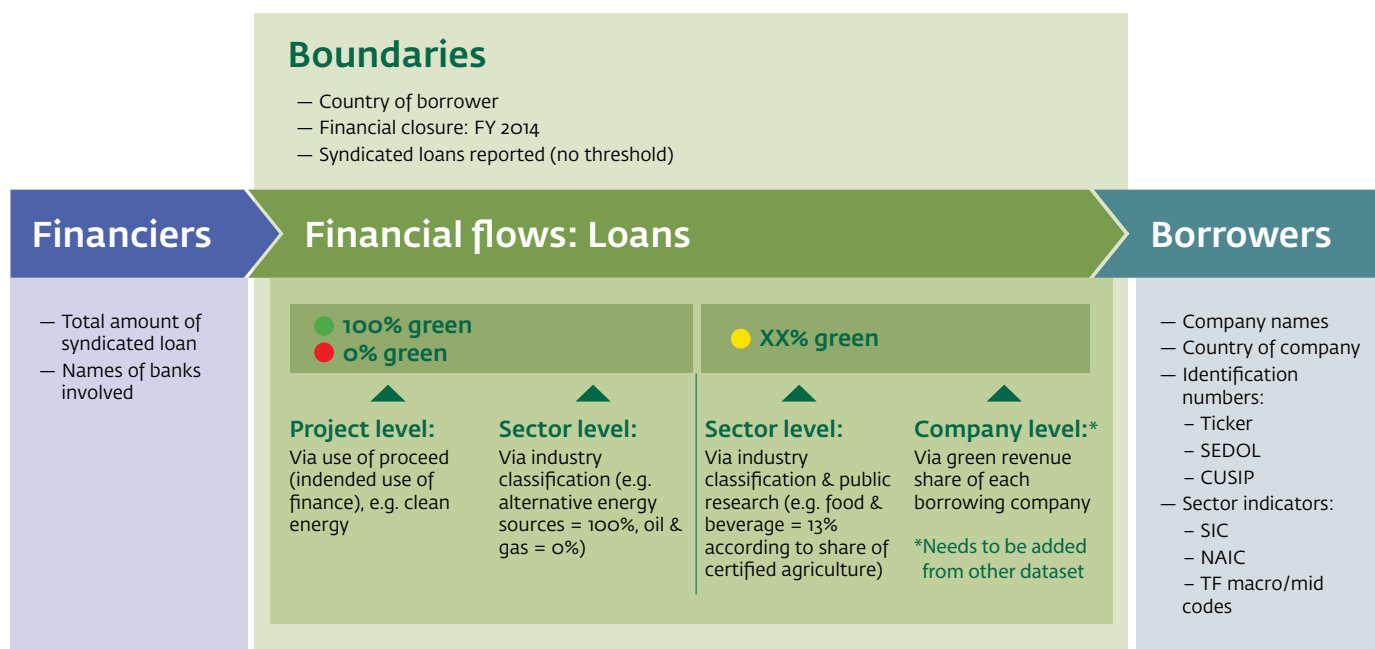 Boundaries
— Country of borrower
— Financial closure: FY 2014
— Syndicated loans reported (no threshold)
Financiers
Financial flows: Loans
Borrowers
— Total amount of
syndicated loan
— Names of banks
involved
100% green
0% green
XX% green
Project level:
Via use of proceed
(indended use of
finance), e.g. clean
energy
Sector level:
Via industry
classification (e.g.
alternative energy
sources = 100%, oil &
gas = 0%)
Sector level:
Via industry
classification & public
research (e.g. food &
beverage = 13%
according to share of
certified agriculture)
Company level:*
Via green revenue
share of each
borrowing company
*Needs to be added
from other dataset
— Company names
— Country of company
— Identification
numbers:
– Ticker
– SEDOL
– CUSIP
— Sector indicators:
– SIC
– NAIC
– TF macro/mid
codes